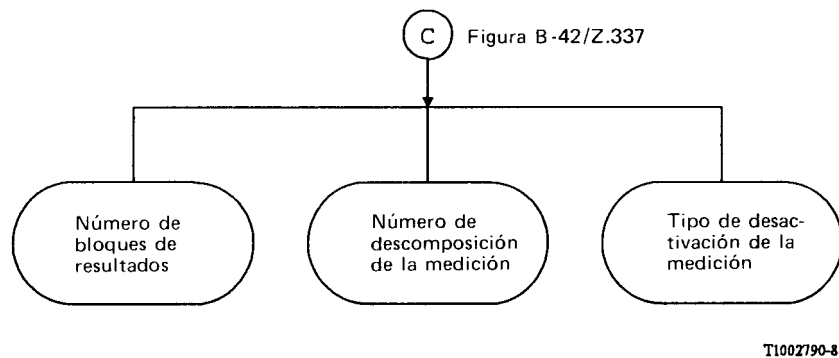 C Figura B-42/Z.337
Número de
bloques de
resultados
Número de
descomposición
de la medición
Tipo de desac-
tivación de la
medición
T1002790-8